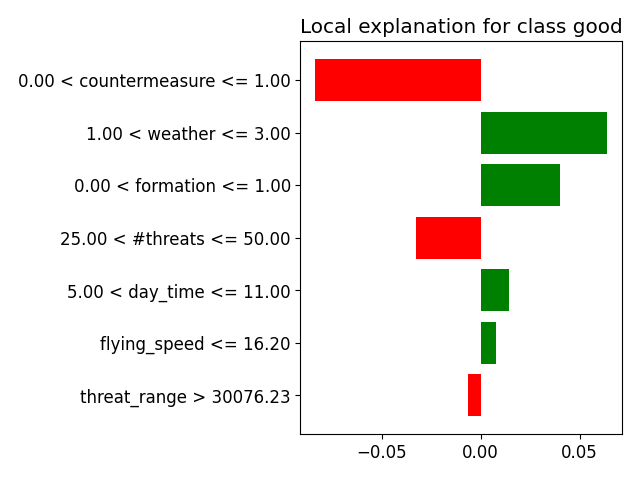 Local explanation for class good
0.00 < countermeasure <= 1.00
1.00 < weather <= 3.00
0.00 < formation <= 1.00
25.00 < #threats <= 50.00
5.00 < day_time <= 11.00
flying_speed <= 16.20
threat_range > 30076.23
−0.05 0.00 0.05